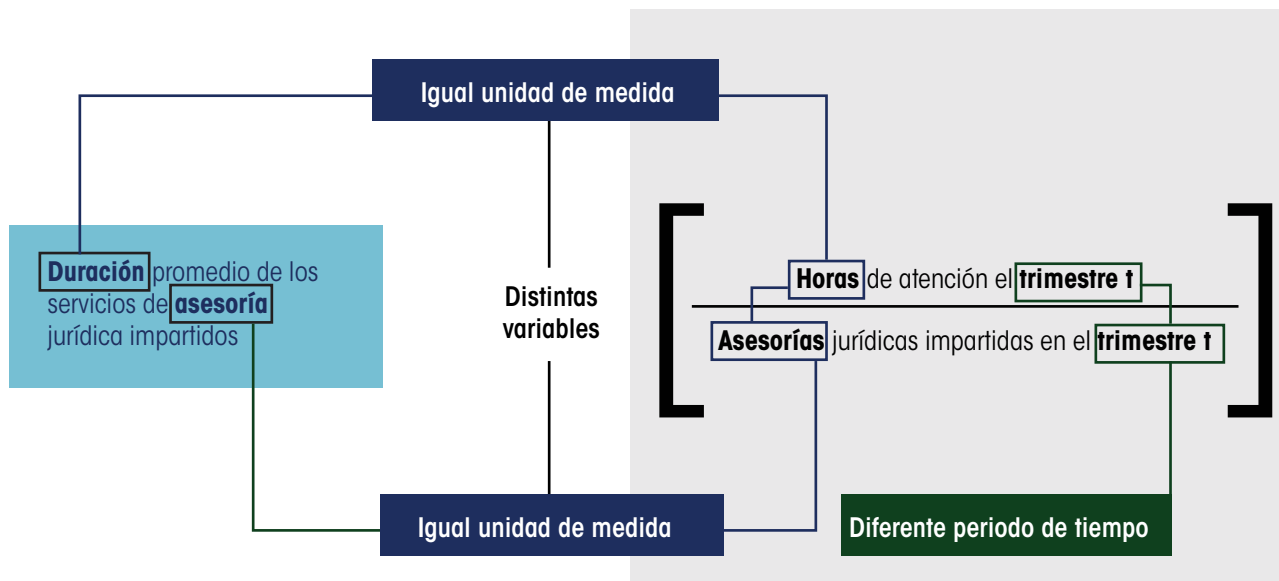 Igual unidad de medida
Duración promedio de los
servicios de asesoría
jurídica impartidos
Distintas
variables
Horas de atención el trimestre t
Asesorías jurídicas impartidas en el trimestre t
Igual unidad de medida
Diferente periodo de tiempo